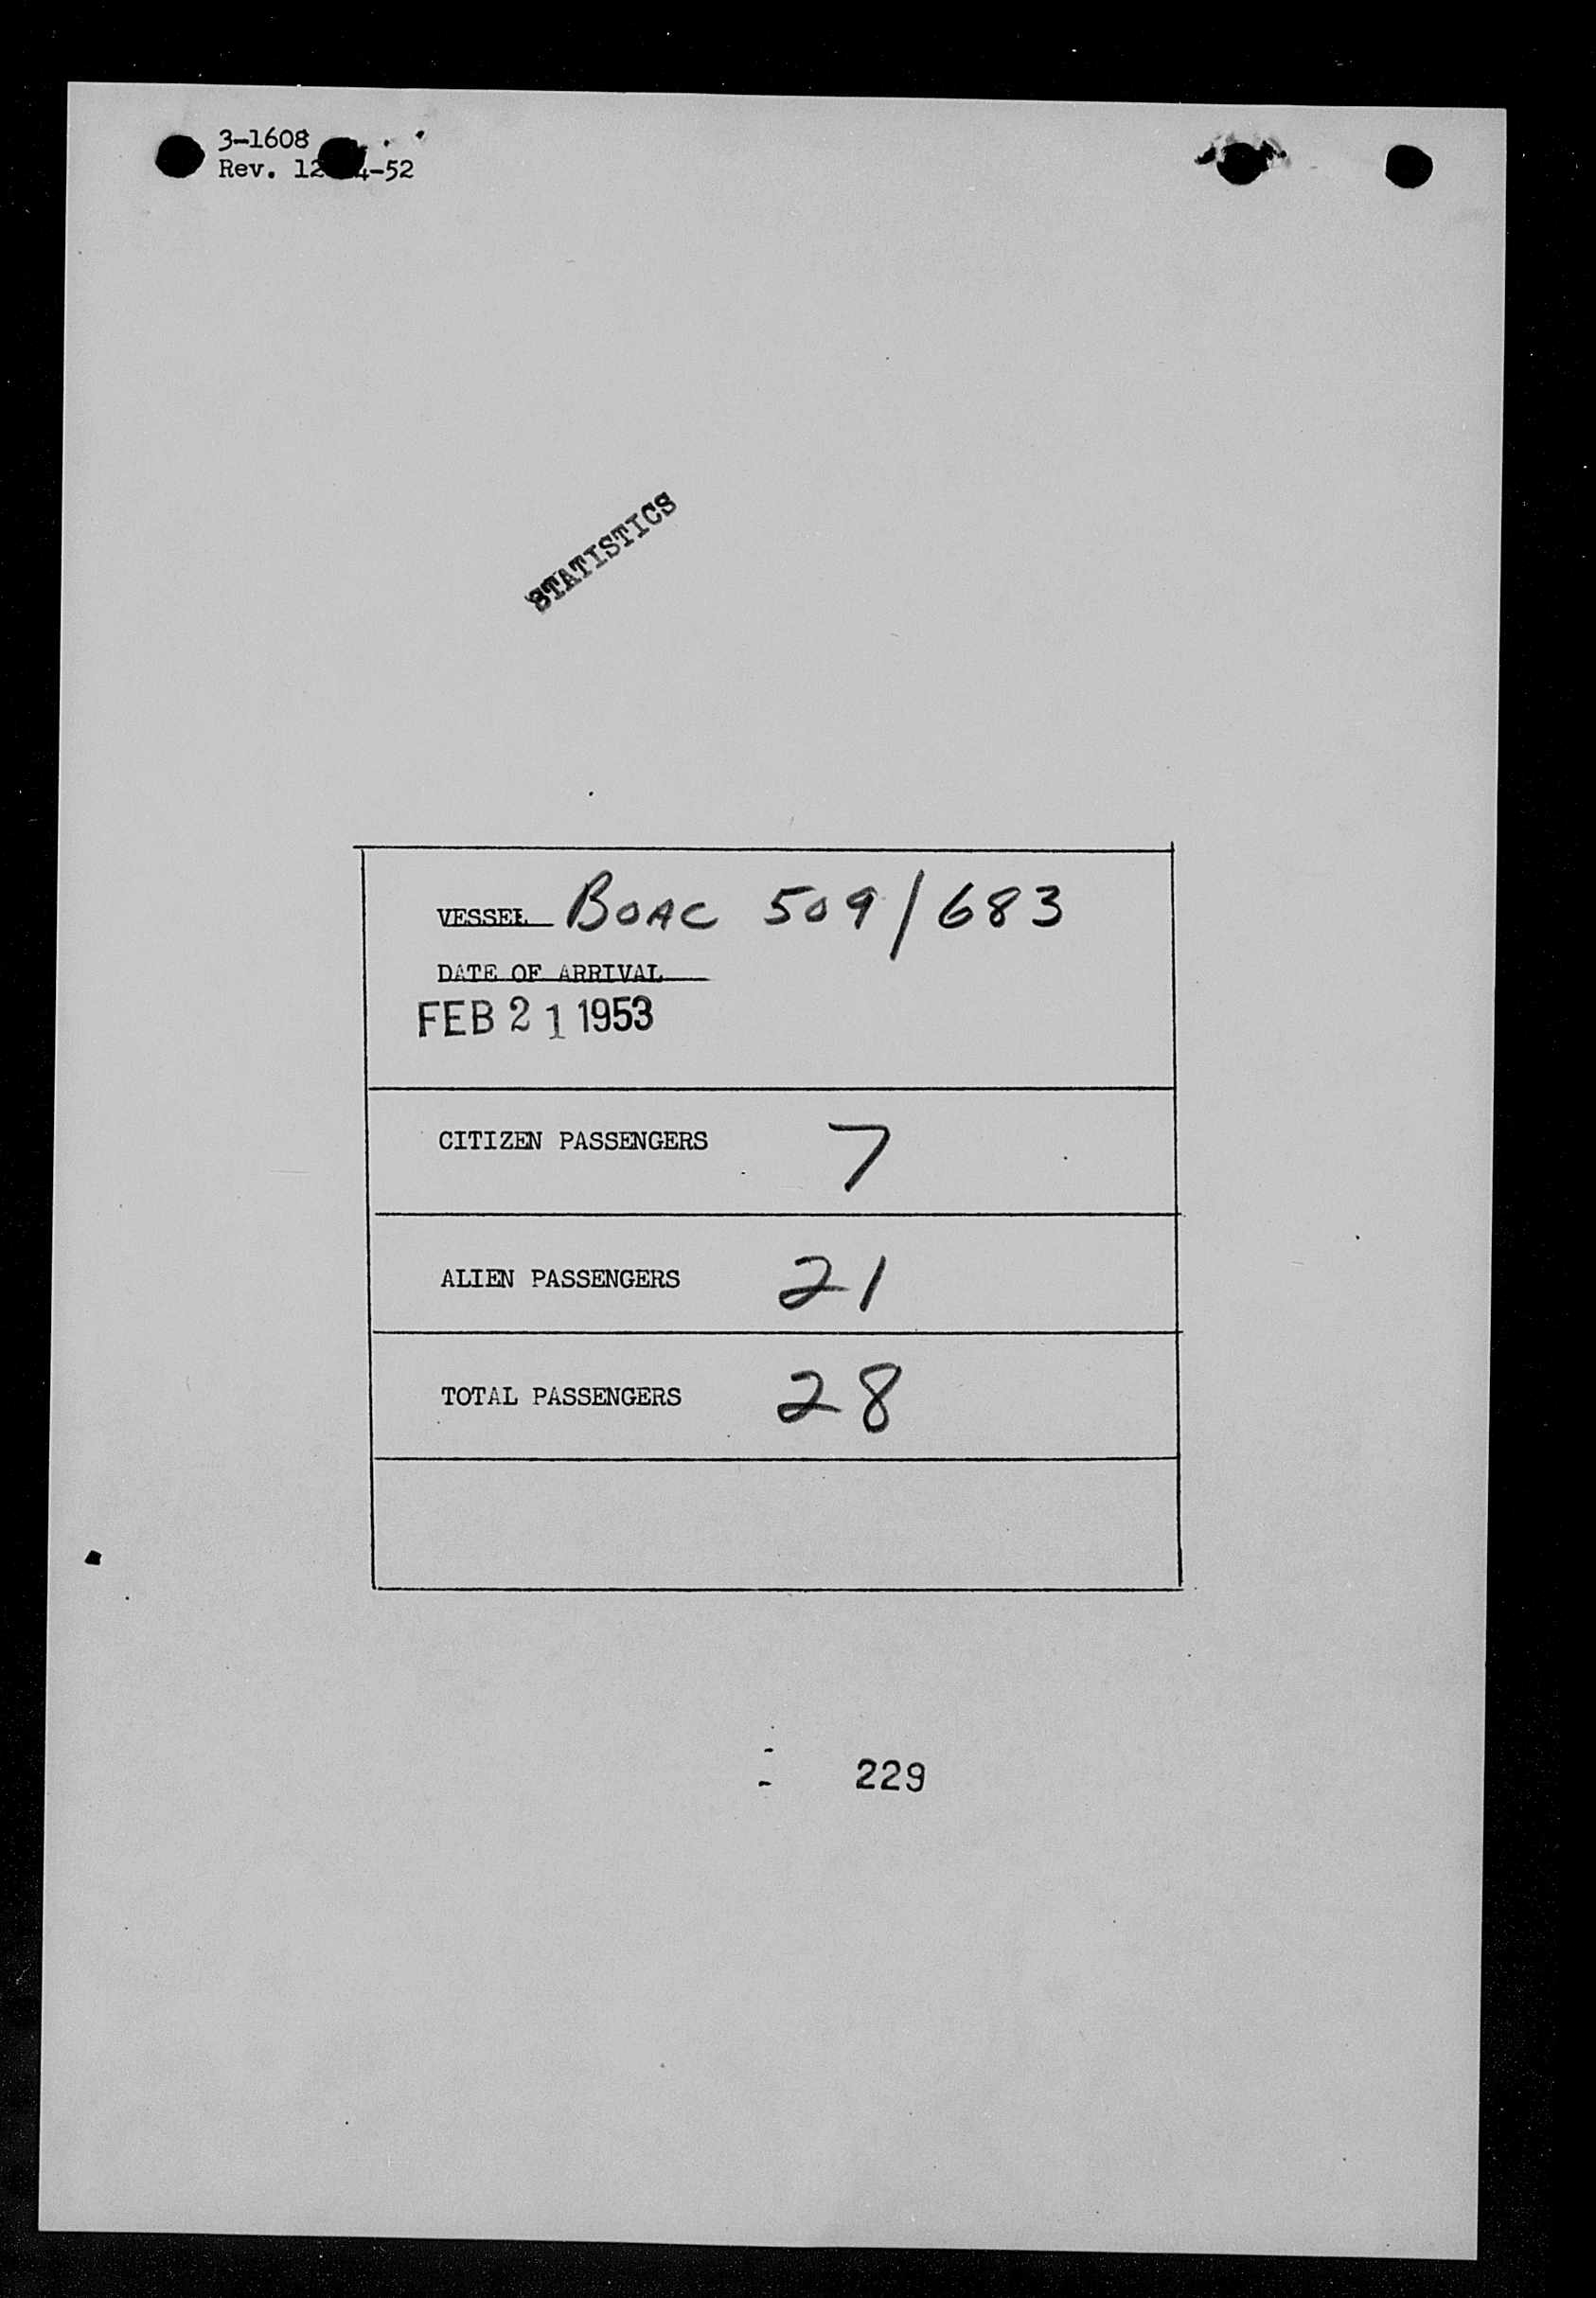 3-1608
Rev. 12 4-52
STATISTICS
VESSEL BOAC 509/683
DATE OF ARRIVAL
FEB 21 1953
CITIZEN PASSENGERS 7
ALIEN PASSENGERS 21
TOTAL PASSENGERS 28
229